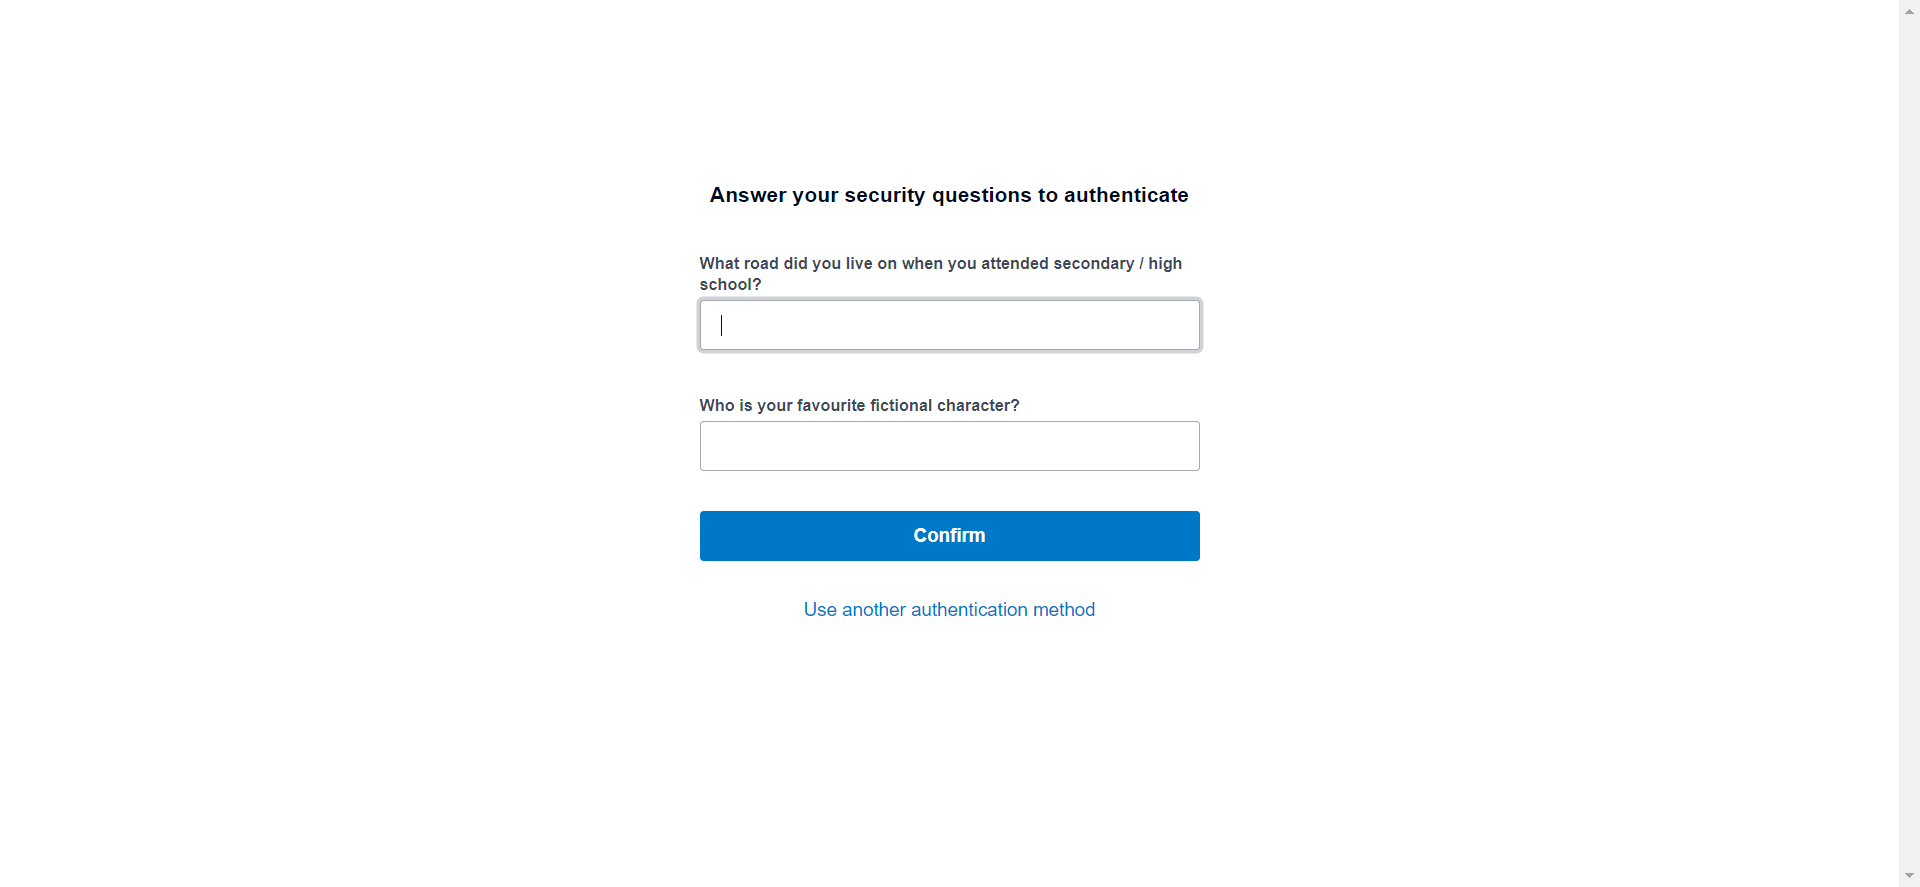 Answer your security questions to authenticate
What road did you live on when you attended secondary / high
school?
Who is your favourite fictional character?
Confirm
Use another authentication method